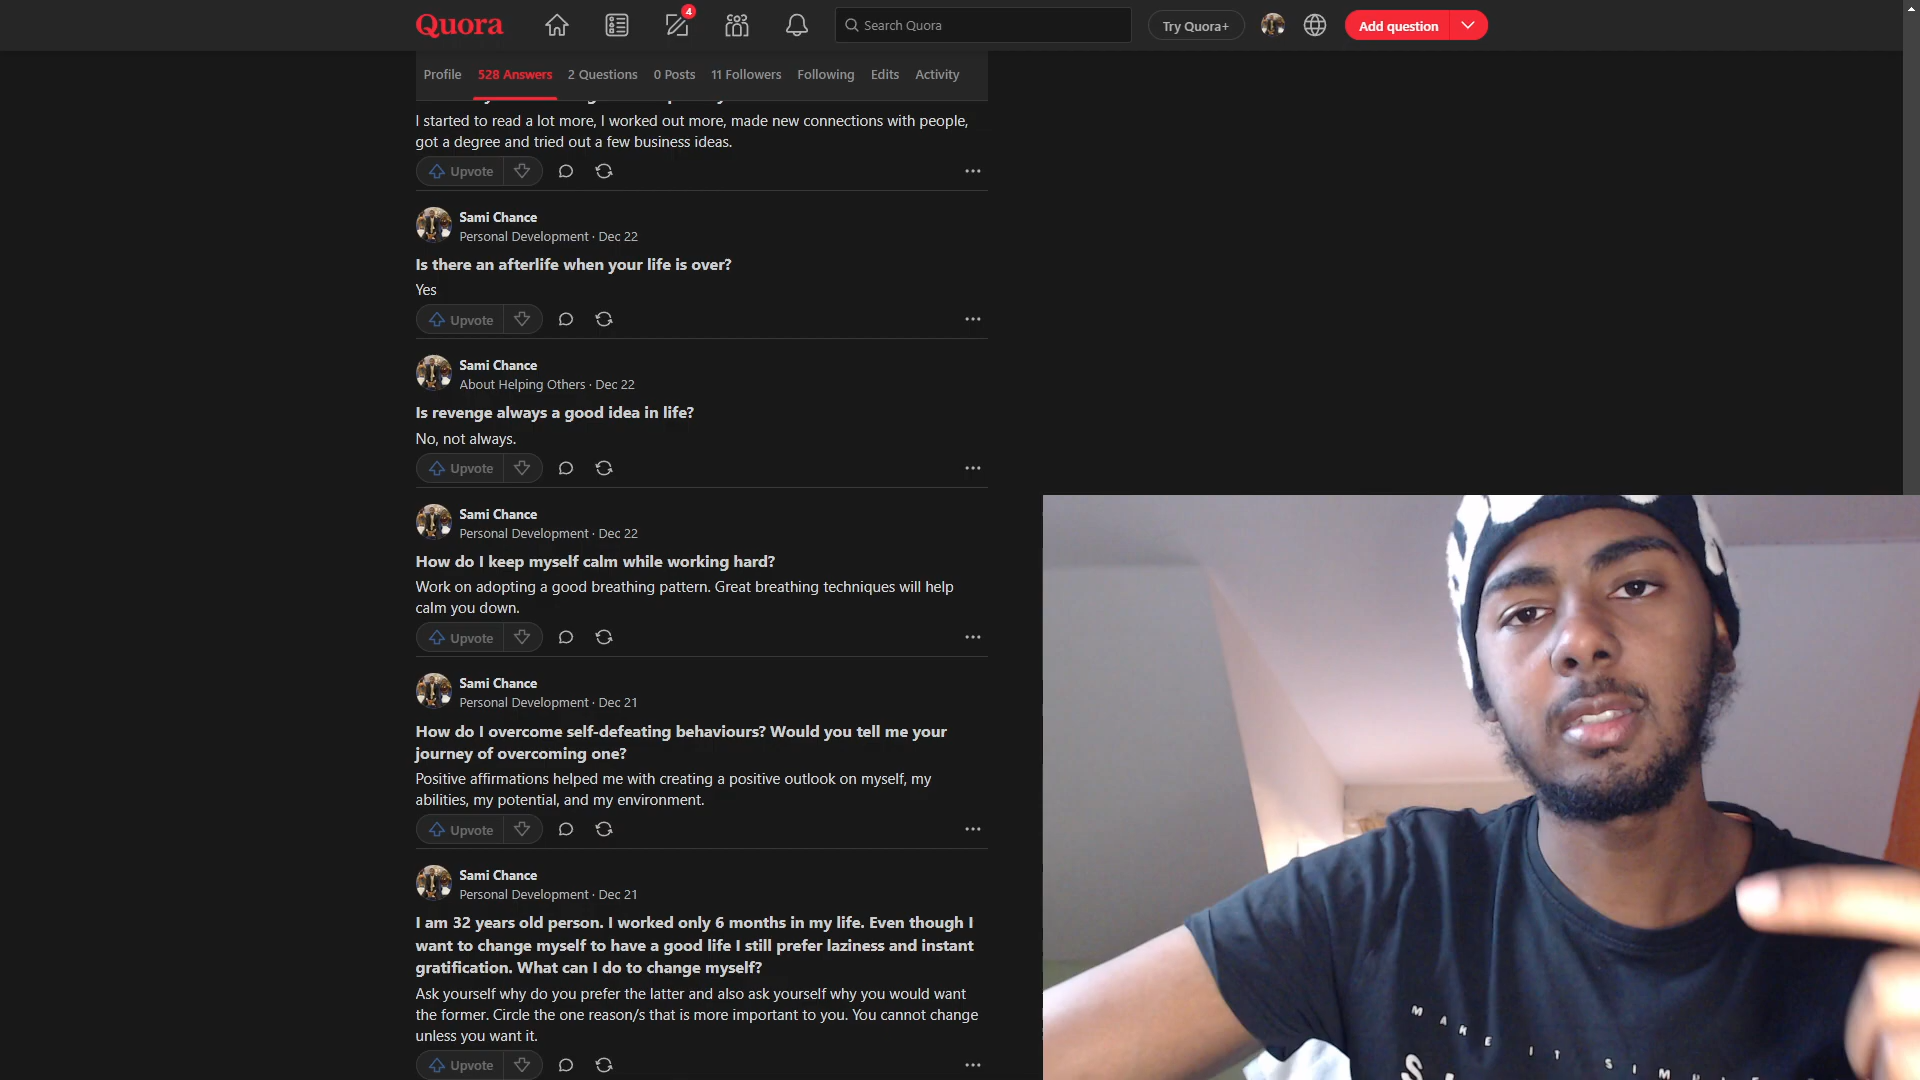 Quora
4
Search Quora
Try Quora+
Add question
Profile
528 Answers
2 Questions
0 Posts
11 Followers
Following
Edits
Activity
I started to read a lot more, I worked out more, made new connections with people,
got a degree and tried out a few business ideas.
Upvote
Sami Chance
Personal Development · Dec 22
Is there an afterlife when your life is over?
Yes
Upvote
Sami Chance
About Helping Others · Dec 22
Is revenge always a good idea in life?
No, not always.
Upvote
Sami Chance
Personal Development · Dec 22
How do I keep myself calm while working hard?
Work on adopting a good breathing pattern. Great breathing techniques will help
calm you down.
Upvote
Sami Chance
Personal Development · Dec 21
How do I overcome self-defeating behaviours? Would you tell me your
journey of overcoming one?
Positive affirmations helped me with creating a positive outlook on myself, my
abilities, my potential, and my environment.
Upvote
Sami Chance
Personal Development · Dec 21
I am 32 years old person. I worked only 6 months in my life. Even though I
want to change myself to have a good life I still prefer laziness and instant
gratification. What can I do to change myself?
Ask yourself why do you prefer the latter and also ask yourself why you would want
the former. Circle the one reason/s that is more important to you. You cannot change
unless you want it.
Upvote
MAKE IT SIMPLE